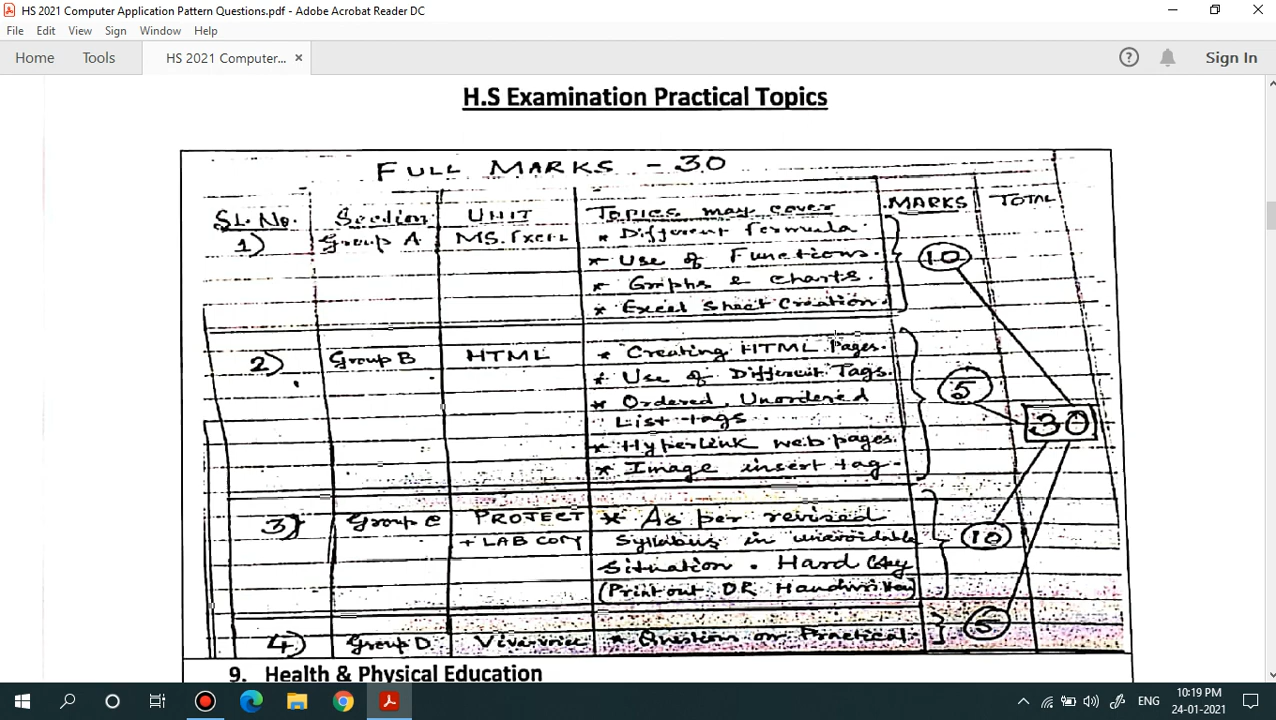 HS 2021 Computer Application Pattern Questions.pdf - Adobe Acrobat Reader DC
File Edit View Sign Window Help
Home Tools HS 2021 Computer... × Sign In
H.S Examination Practical Topics
FULL MARKS - 30
SL. No. Section UNIT Topics may cover MARKS TOTAL
1) Group A MS. Excel * Different Formula.
* Use of Functions. 10
* Graphs & Charts.
* Excel Sheet Creation.
2) Group B HTML * Creating HTML Pages.
* Use of Different Tags. 5
* Ordered, Unordered
List tags. 30
* Hyperlink web pages.
* Image insert tag.
3) Group C PROJECT * As per revised
+ LAB COPY Syllabus in unavoidable 10
Situation. Hard Copy
(Printout OR Handwritten)
4) Group D Viva-voice * Question on Practical. 5
9. Health & Physical Education
ENG 10:19 PM
24-01-2021